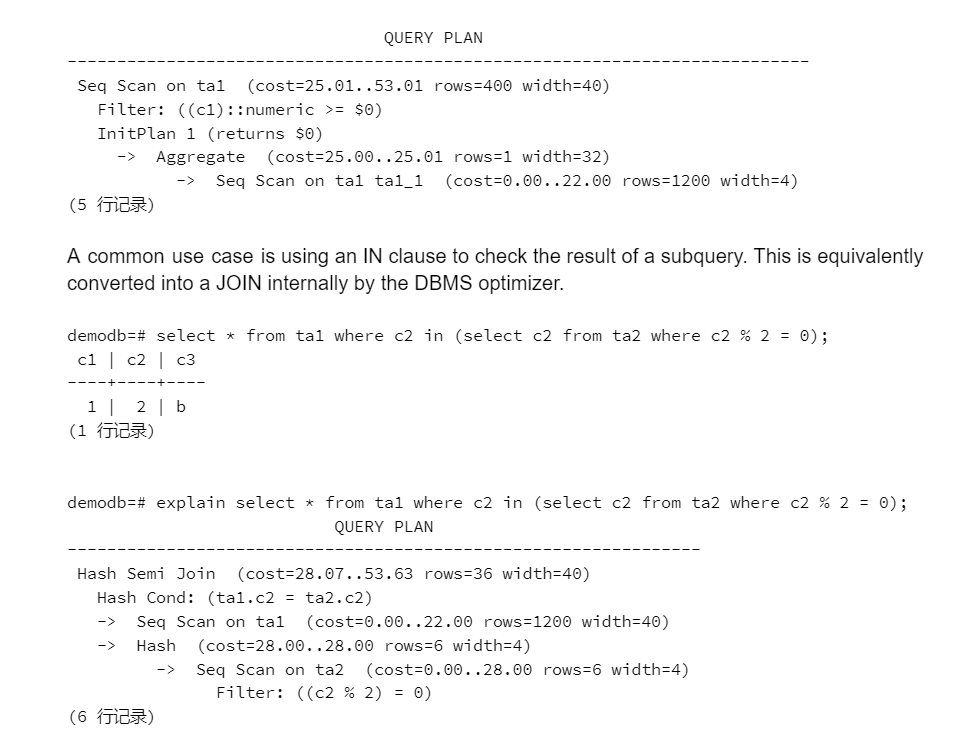 QUERY PLAN
---------------------------------------------------------------------------
Seq Scan on ta1  (cost=25.01..53.01 rows=400 width=40)
Filter: ((c1)::numeric >= $0)
InitPlan 1 (returns $0)
->  Aggregate  (cost=25.00..25.01 rows=1 width=32)
->  Seq Scan on ta1 ta1_1  (cost=0.00..22.00 rows=1200 width=4)
(5 行记录)
A common use case is using an IN clause to check the result of a subquery. This is equivalently
converted into a JOIN internally by the DBMS optimizer.
demodb=# select * from ta1 where c2 in (select c2 from ta2 where c2 % 2 = 0);
c1 | c2 | c3
----+----+----
1 |  2 | b
(1 行记录)
demodb=# explain select * from ta1 where c2 in (select c2 from ta2 where c2 % 2 = 0);
QUERY PLAN
----------------------------------------------------------------
Hash Semi Join  (cost=28.07..53.63 rows=36 width=40)
Hash Cond: (ta1.c2 = ta2.c2)
->  Seq Scan on ta1  (cost=0.00..22.00 rows=1200 width=40)
->  Hash  (cost=28.00..28.00 rows=6 width=4)
->  Seq Scan on ta2  (cost=0.00..28.00 rows=6 width=4)
Filter: ((c2 % 2) = 0)
(6 行记录)